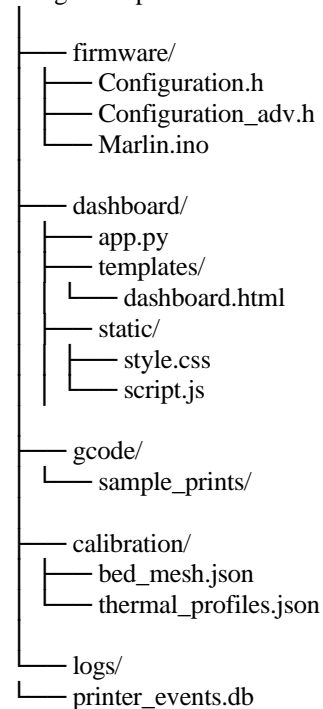 firmware/
Configuration.h
Configuration_adv.h
Marlin.ino
dashboard/
app.py
templates/
dashboard.html
static/
style.css
script.js
gcode/
sample_prints/
calibration/
bed_mesh.json
thermal_profiles.json
logs/
printer_events.db